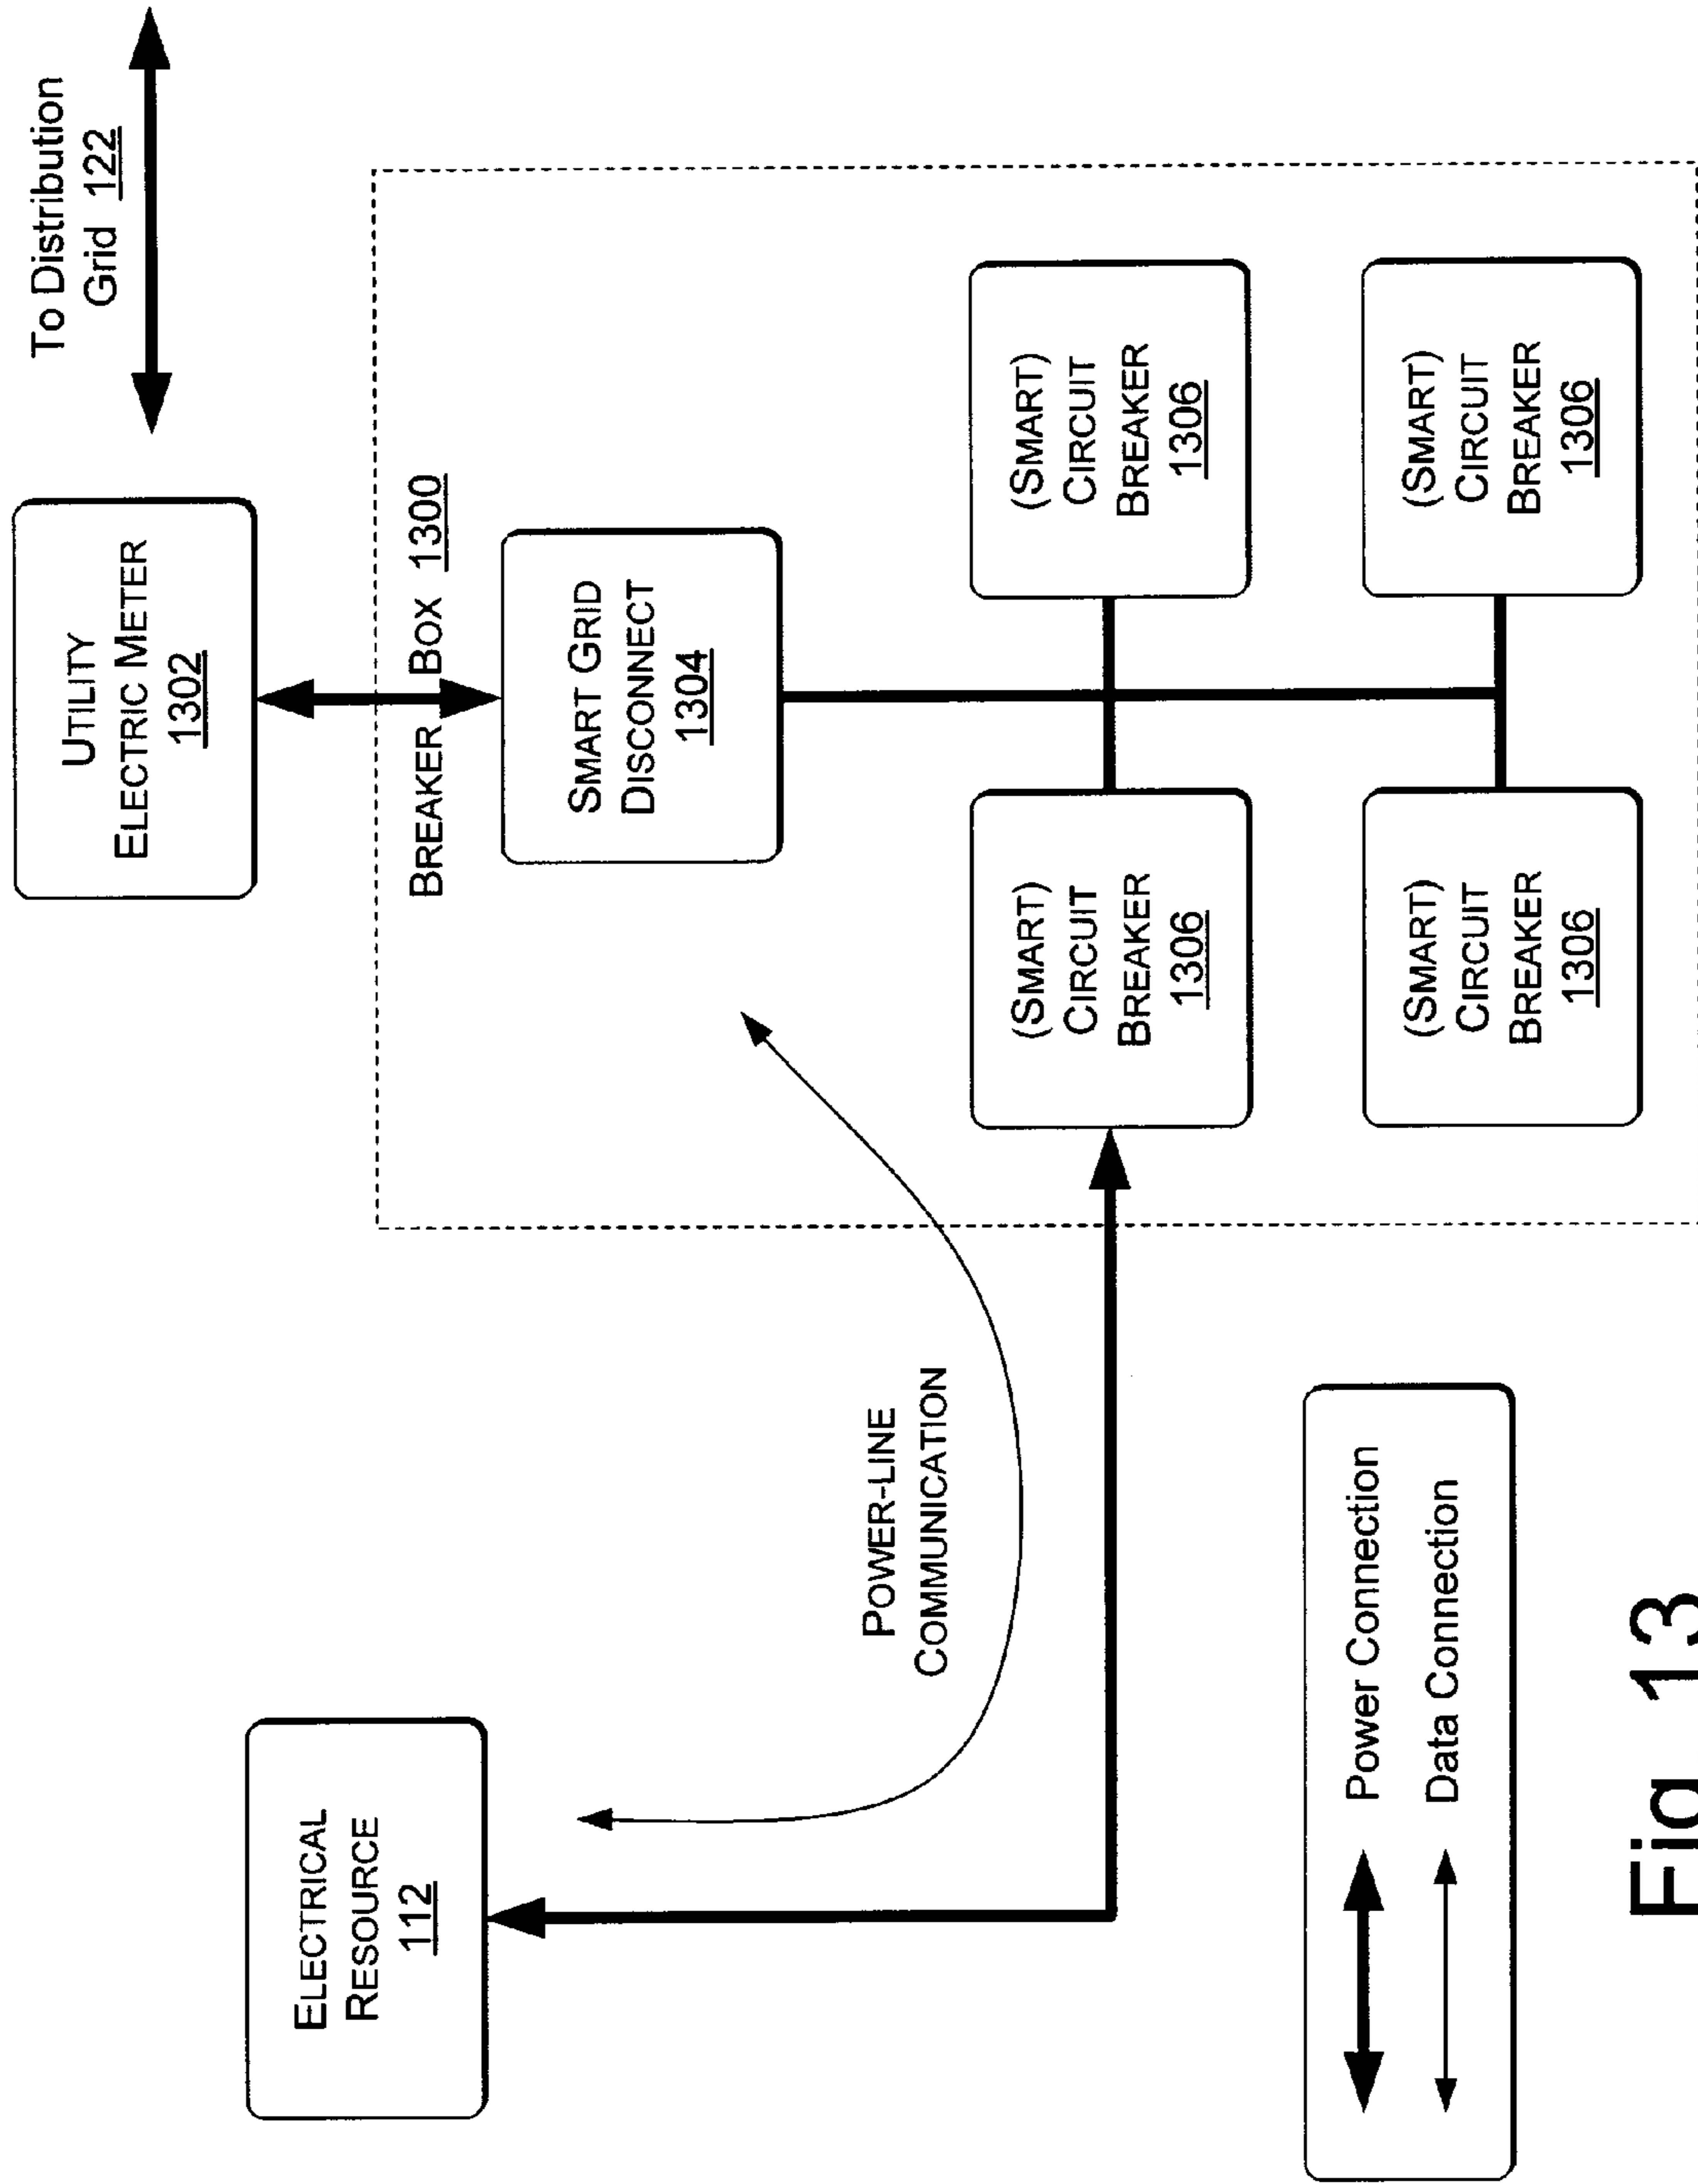 To Distribution
Grid 122
UTILITY
ELECTRIC METER
1302
BREAKER BOX 1300
SMART GRID
DISCONNECT
1304
(SMART)
CIRCUIT
BREAKER
1306
(SMART)
CIRCUIT
BREAKER
1306
(SMART)
CIRCUIT
BREAKER
1306
(SMART)
CIRCUIT
BREAKER
1306
ELECTRICAL
RESOURCE
112
POWER-LINE
COMMUNICATION
Power Connection
Data Connection
Fig. 13